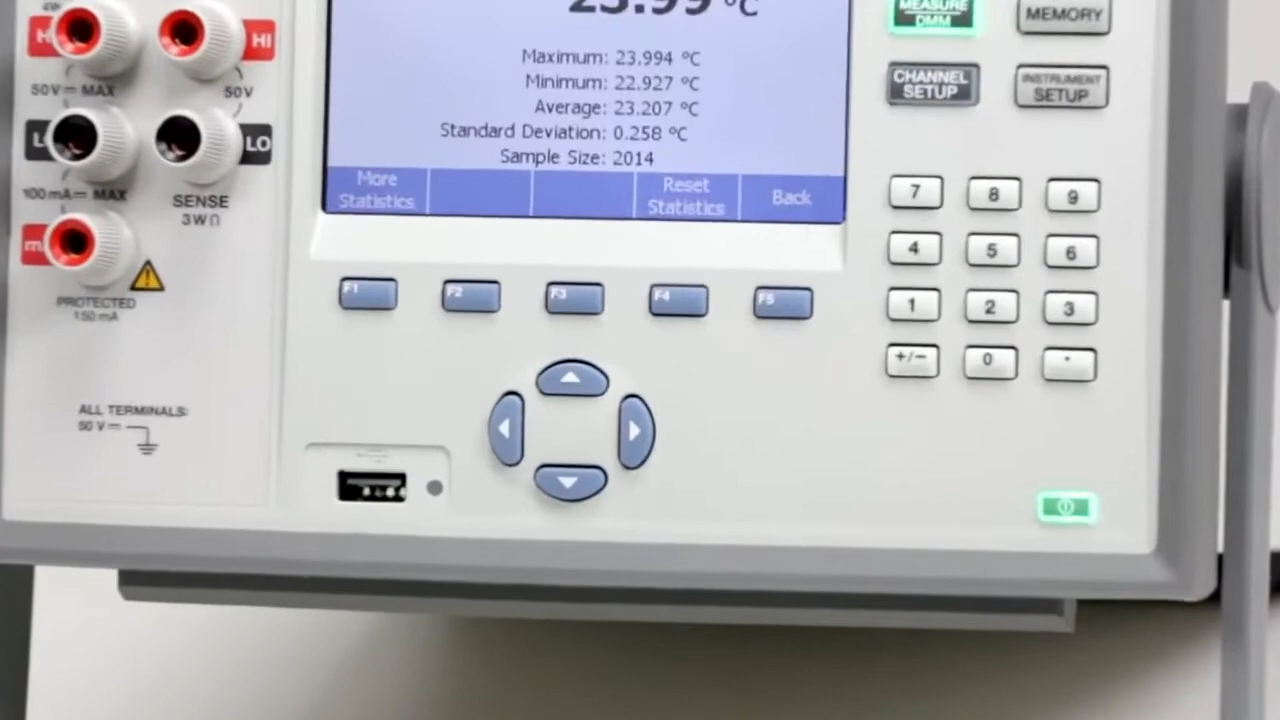 23.99 °C
Maximum: 23.994 °C
Minimum: 22.927 °C
Average: 23.207 °C
Standard Deviation: 0.258 °C
Sample Size: 2014
More Statistics
Reset Statistics
Back
F1
F2
F3
F4
F5
4W
HI
50V MAX
50V
LO
LO
100mA MAX
SENSE
3WΩ
PROTECTED
150 mA
ALL TERMINALS:
50 V
MEASURE/
DMM
MEMORY
CHANNEL
SETUP
INSTRUMENT
SETUP
7
8
9
4
5
6
1
2
3
+/−
0
.